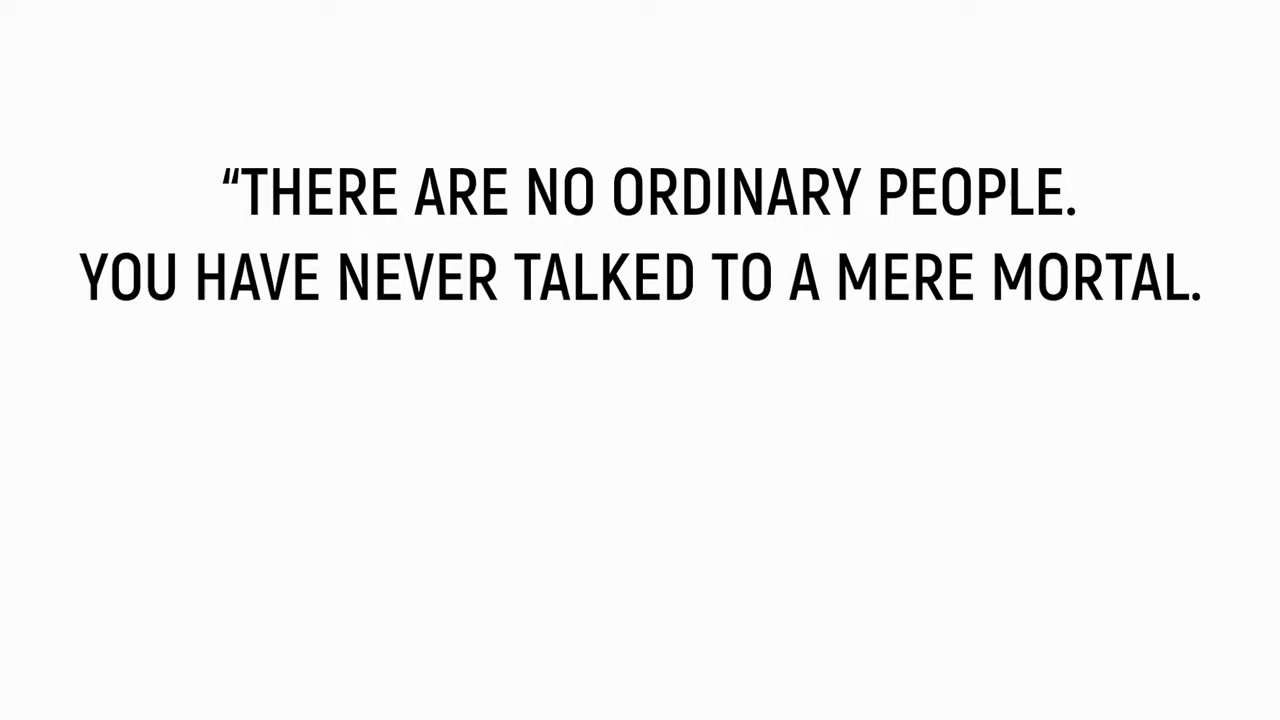 “THERE ARE NO ORDINARY PEOPLE.
YOU HAVE NEVER TALKED TO A MERE MORTAL.